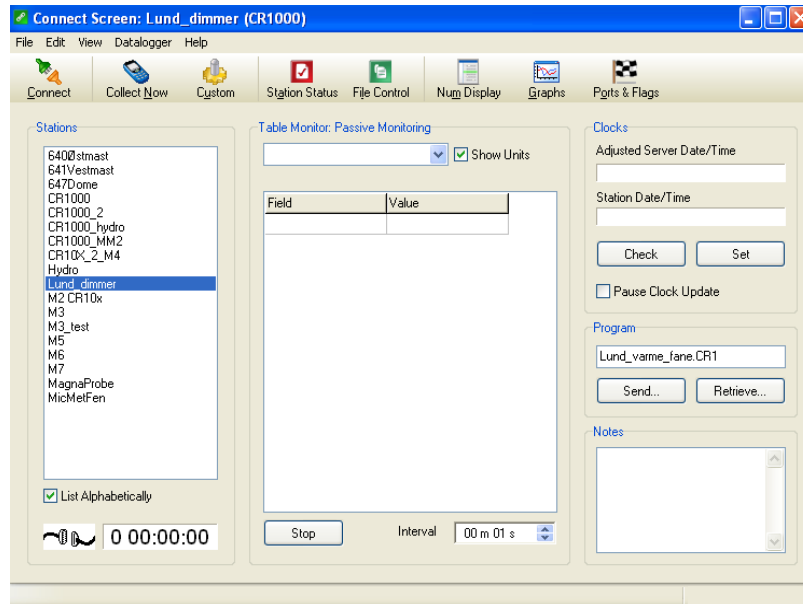 Connect Screen: Lund_dimmer (CR1000)
File Edit View Datalogger Help
Connect Collect Now Custom Station Status File Control Num Display Graphs Ports & Flags
Stations
640Østmast
641Vestmast
647Dome
CR1000
CR1000_2
CR1000_hydro
CR1000_MM2
CR10X_2_M4
Hydro
Lund_dimmer
M2 CR10x
M3
M3_test
M5
M6
M7
MagnaProbe
MicMetFen
List Alphabetically
0 00:00:00
Table Monitor: Passive Monitoring
Show Units
Field Value
Stop Interval 00 m 01 s
Clocks
Adjusted Server Date/Time
Station Date/Time
Check Set
Pause Clock Update
Program
Lund_varme_fane.CR1
Send... Retrieve...
Notes